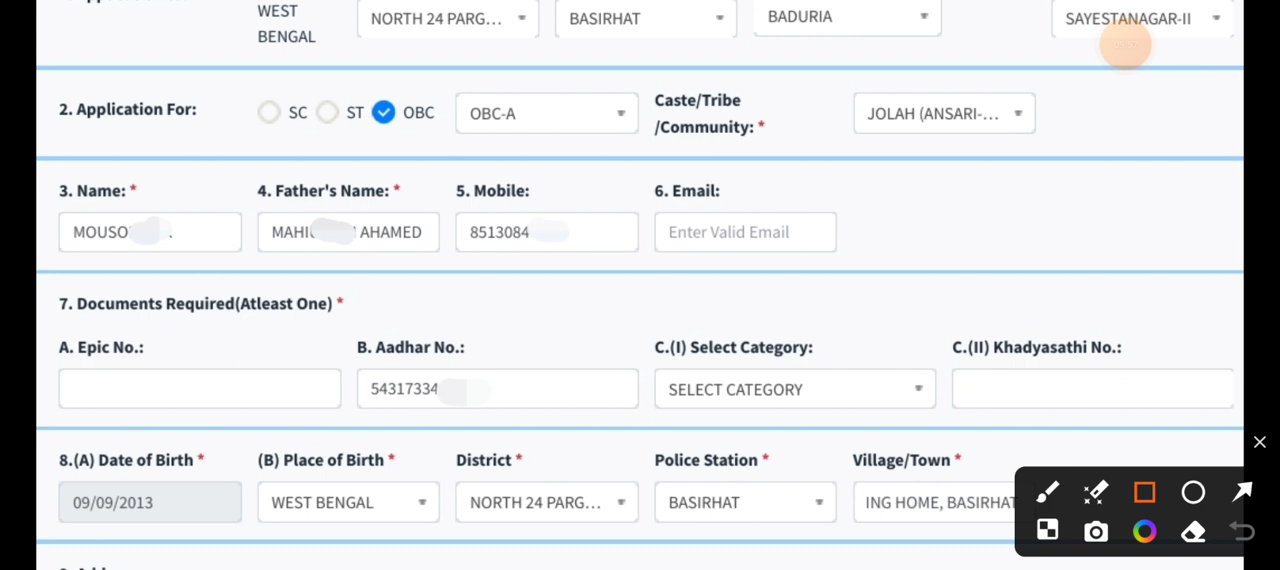 WEST
BENGAL
NORTH 24 PARG...
BASIRHAT
BADURIA
SAYESTANAGAR-II
2. Application For:
SC
ST
OBC
OBC-A
Caste/Tribe
/Community: *
JOLAH (ANSARI-...
3. Name: *
4. Father's Name: *
5. Mobile:
6. Email:
MOUSO
MAHI AHAMED
8513084
Enter Valid Email
7. Documents Required(Atleast One) *
A. Epic No.:
B. Aadhar No.:
C.(I) Select Category:
C.(II) Khadyasathi No.:
54317334
SELECT CATEGORY
8.(A) Date of Birth *
(B) Place of Birth *
District *
Police Station *
Village/Town *
09/09/2013
WEST BENGAL
NORTH 24 PARG...
BASIRHAT
ING HOME, BASIRHAT